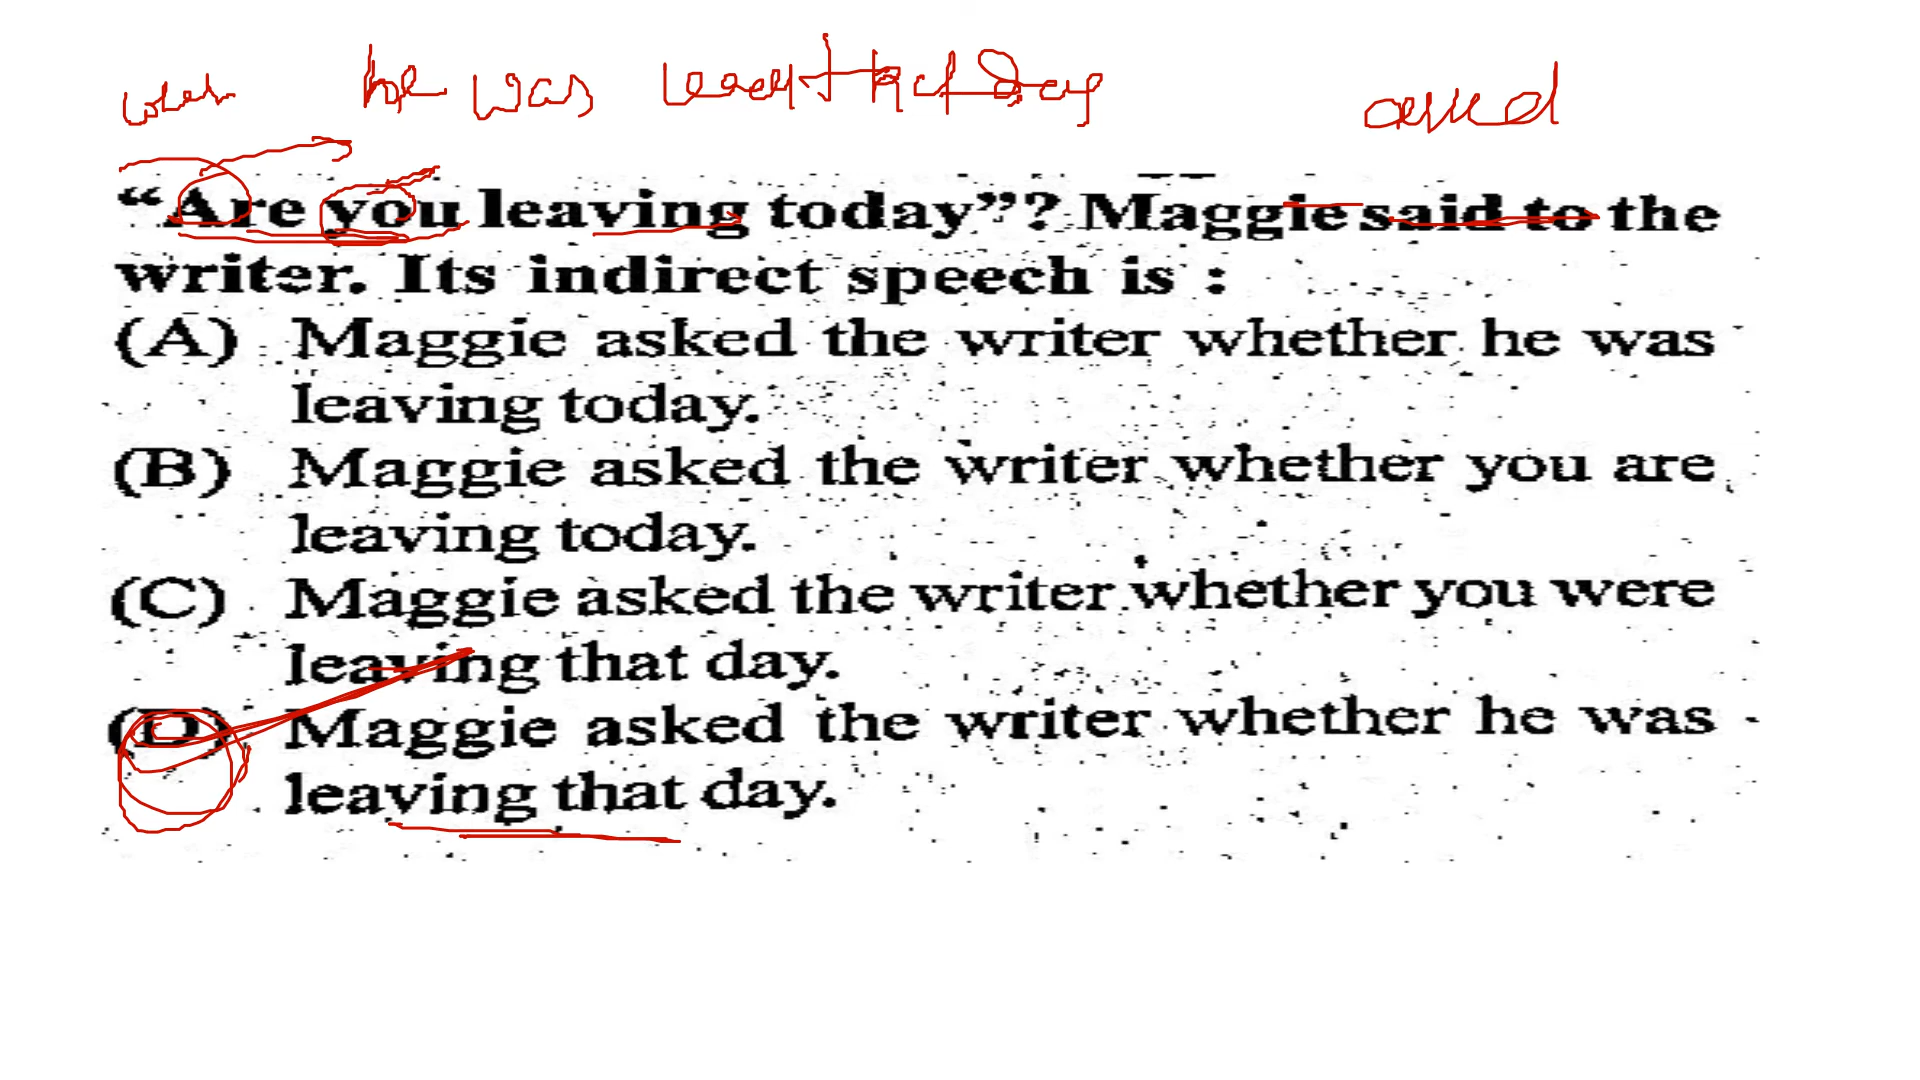 he was that day asked
“Are you leaving today”? Maggie said to the
writer. Its indirect speech is :
(A) Maggie asked the writer whether he was
leaving today.
(B) Maggie asked the writer whether you are
leaving today.
(C) Maggie asked the writer whether you were
leaving that day.
(D) Maggie asked the writer whether he was
leaving that day.